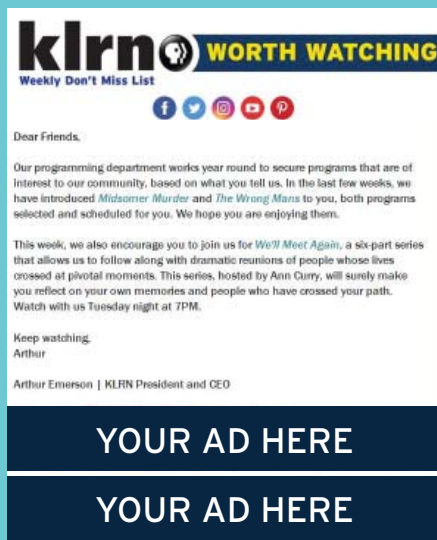 klrn WORTH WATCHING
Weekly Don't Miss List
Dear Friends,
Our programming department works year round to secure programs that are of
interest to our community, based on what you tell us. In the last few weeks, we
have introduced Midsomer Murder and The Wrong Mans to you, both programs
selected and scheduled for you. We hope you are enjoying them.
This week, we also encourage you to join us for We'll Meet Again, a six-part series
that allows us to follow along with dramatic reunions of people whose lives
crossed at pivotal moments. This series, hosted by Ann Curry, will surely make
you reflect on your own memories and people who have crossed your path.
Watch with us Tuesday night at 7PM.
Keep watching,
Arthur
Arthur Emerson | KLRN President and CEO
YOUR AD HERE
YOUR AD HERE